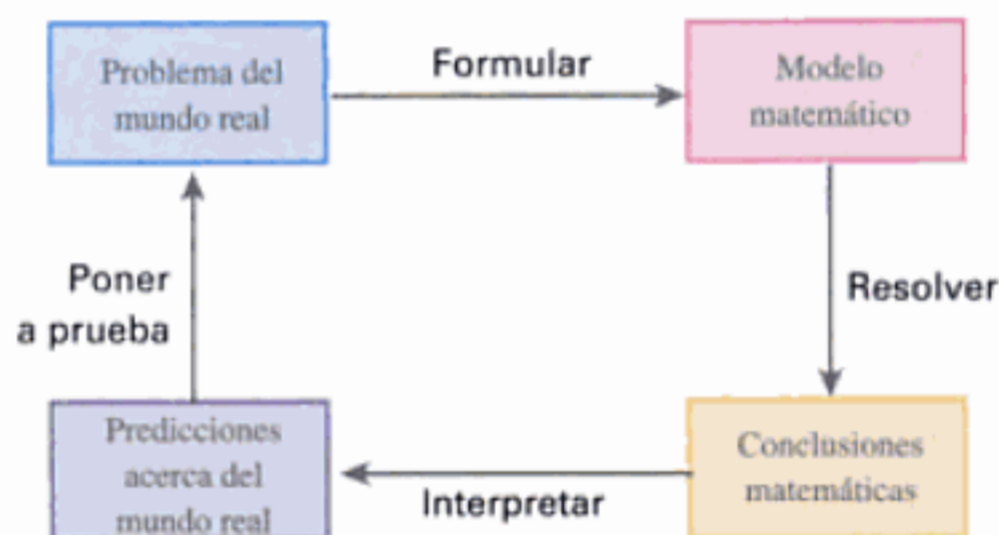 Problema del
mundo real
Formular
Modelo
matemático
Resolver
Conclusiones
matemáticas
Interpretar
Predicciones
acerca del
mundo real
Poner
a prueba